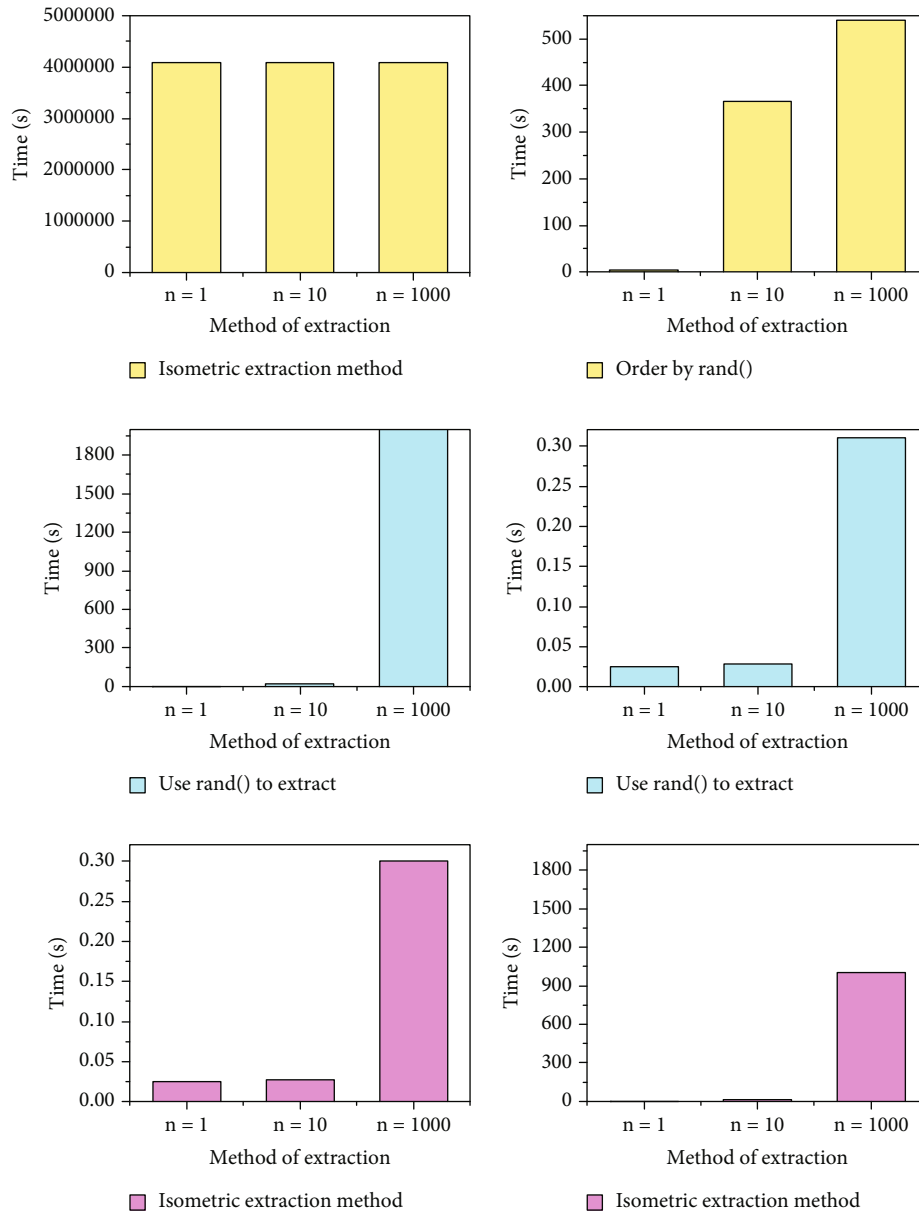 5000000
4000000
3000000
2000000
1000000
0
Time (s)
n = 1 n = 10 n = 1000
Method of extraction
Isometric extraction method
500
400
300
200
100
0
Time (s)
n = 1 n = 10 n = 1000
Method of extraction
Order by rand()
1800
1500
1200
900
600
300
0
Time (s)
n = 1 n = 10 n = 1000
Method of extraction
Use rand() to extract
0.30
0.25
0.20
0.15
0.10
0.05
0.00
Time (s)
n = 1 n = 10 n = 1000
Method of extraction
Use rand() to extract
0.30
0.25
0.20
0.15
0.10
0.05
0.00
Time (s)
n = 1 n = 10 n = 1000
Method of extraction
Isometric extraction method
1800
1500
1200
900
600
300
0
Time (s)
n = 1 n = 10 n = 1000
Method of extraction
Isometric extraction method